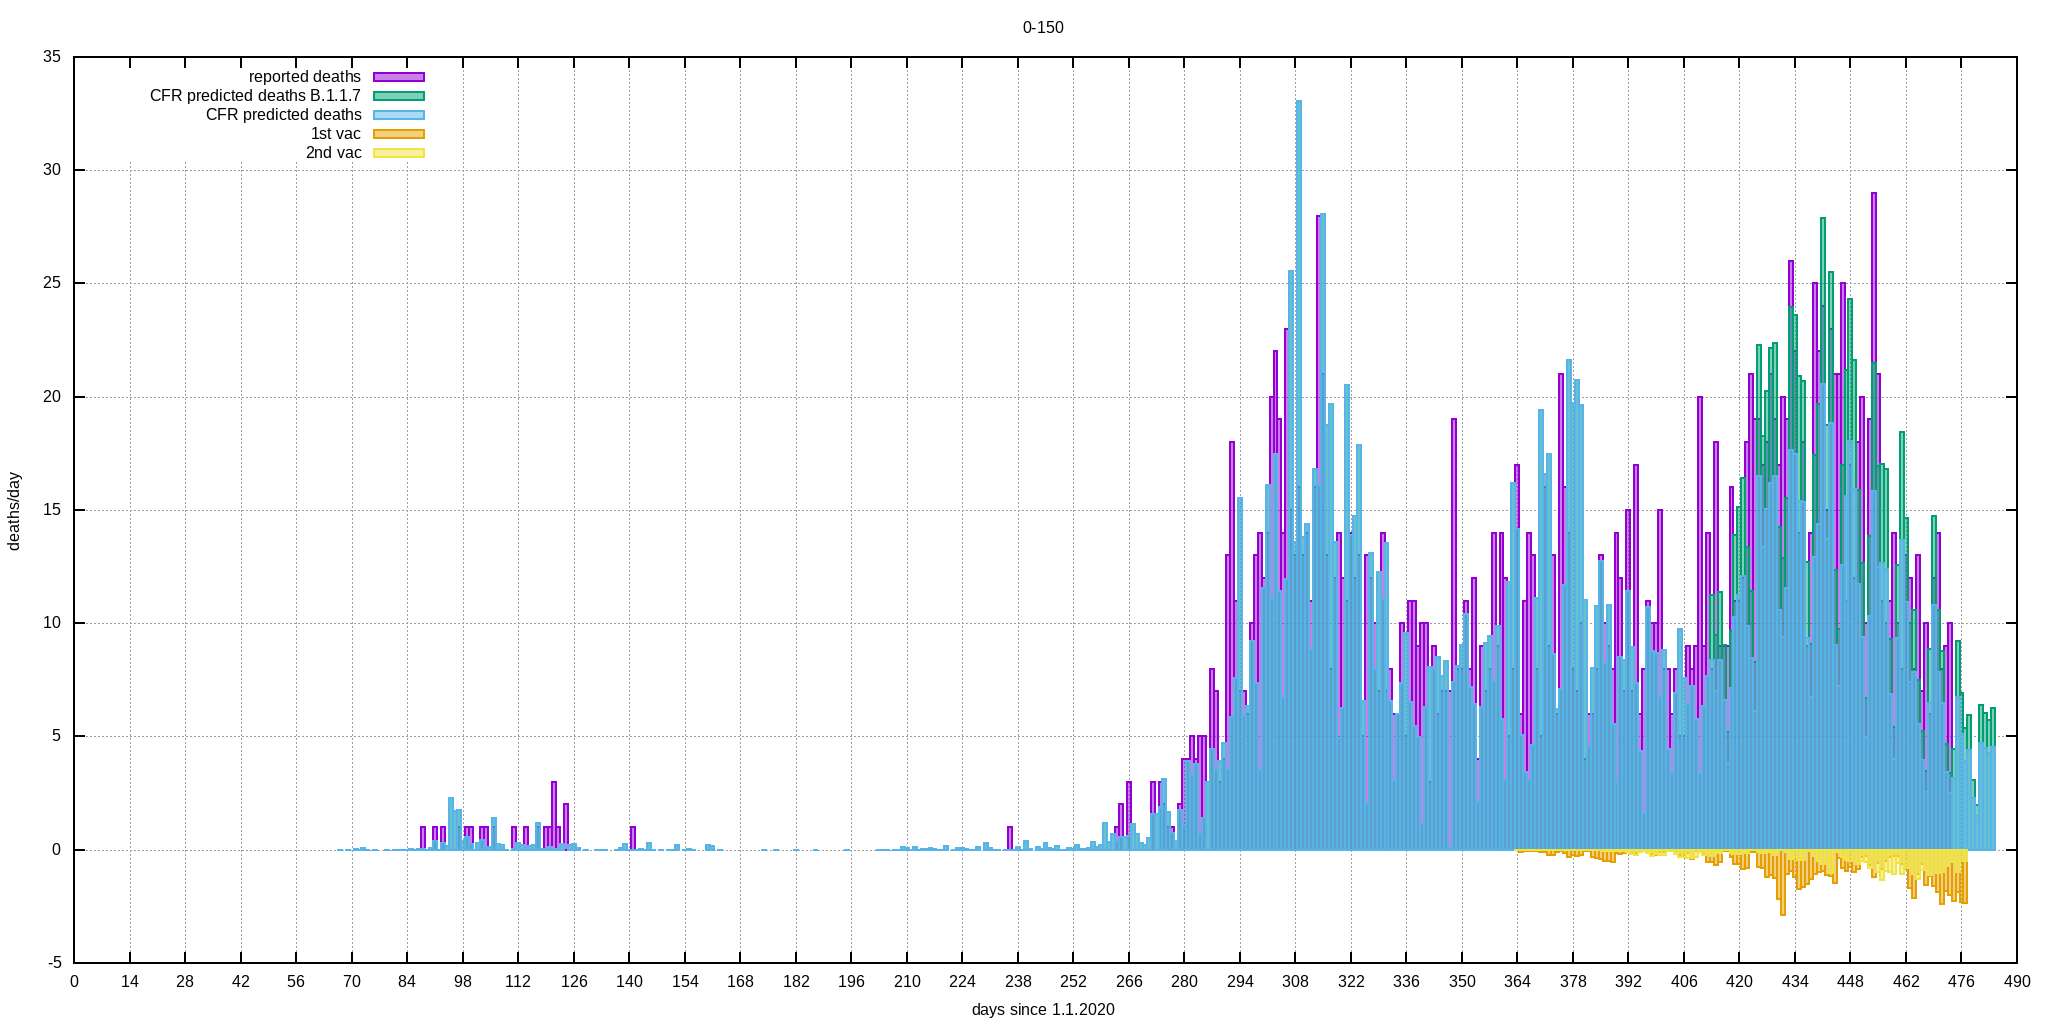 0-150
35
30
25
20
15
10
5
0
-5
deaths/day
reported deaths
CFR predicted deaths B.1.1.7
CFR predicted deaths
1st vac
2nd vac
0 14 28 42 56 70 84 98 112 126 140 154 168 182 196 210 224 238 252 266 280 294 308 322 336 350 364 378 392 406 420 434 448 462 476 490
days since 1.1.2020